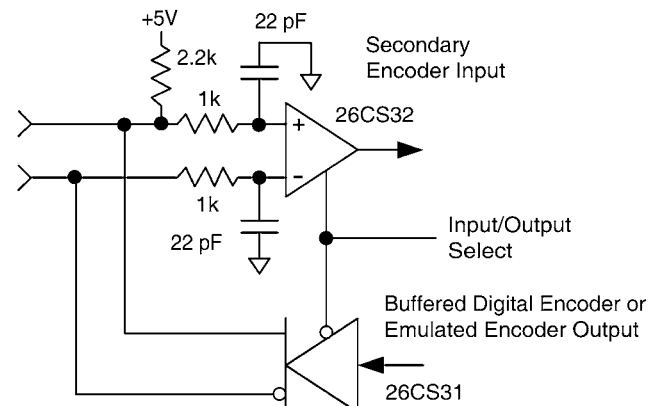 +5V
22 pF
2.2k
Secondary
Encoder Input
1k
26CS32
+
-
1k
22 pF
Input/Output
Select
Buffered Digital Encoder or
Emulated Encoder Output
26CS31